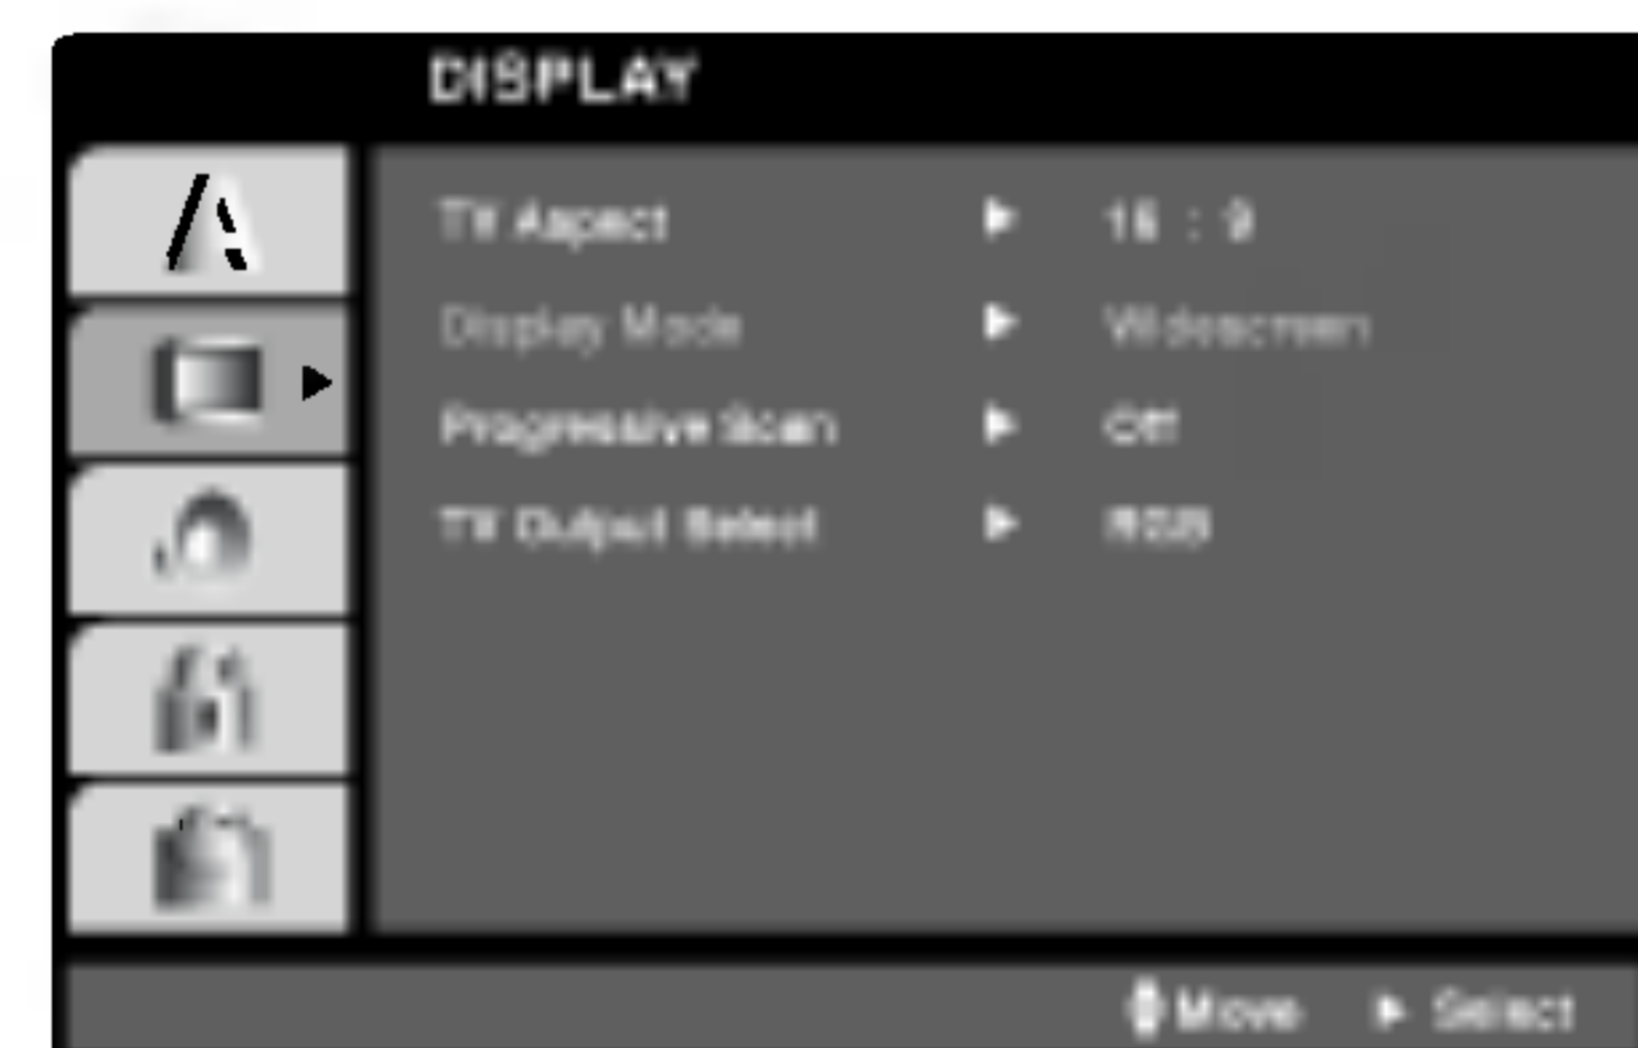 DISPLAY
TV Aspect ▶ 16 : 9
Display Mode ▶ Widescreen
Progressive Scan ▶ Off
TV Output Select ▶ RGB
Move ▶ Select